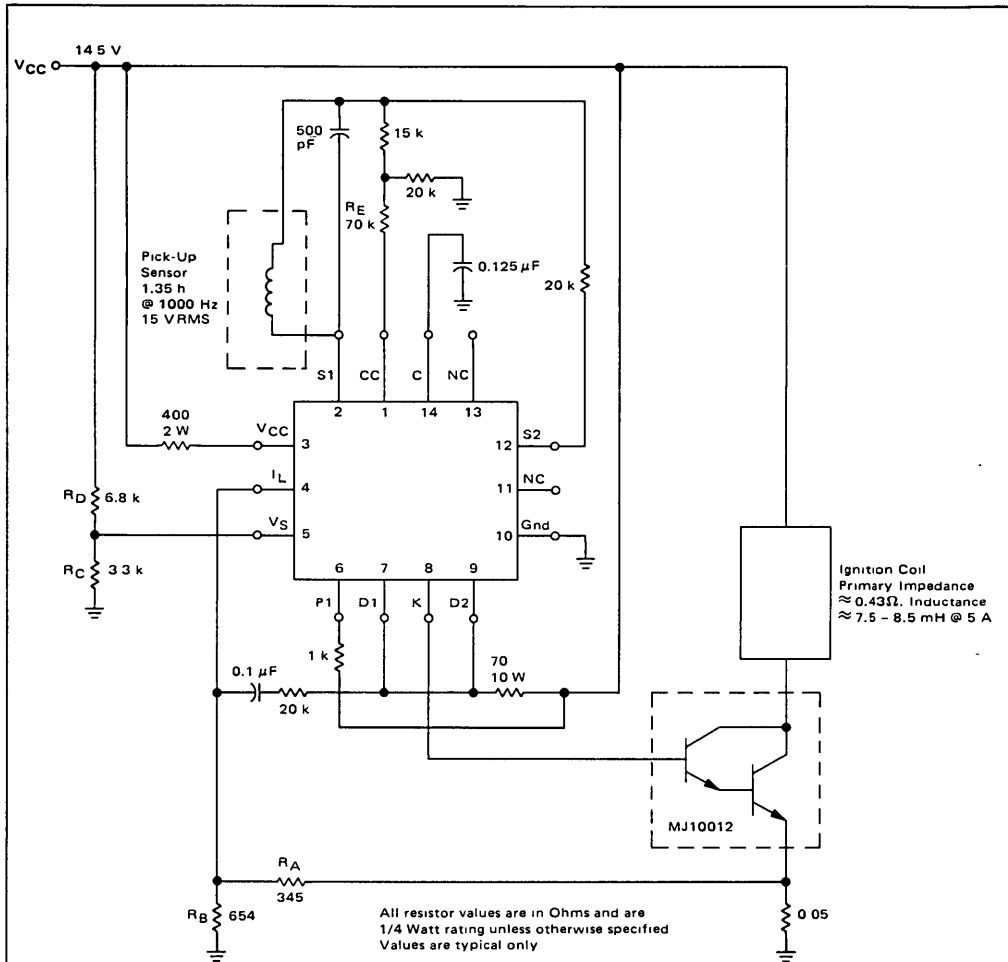 14 5 V
VCC
500
pF
15 k
20 k
RE
70 k
0.125 μF
20 k
Pick-Up
Sensor
1.35 h
@ 1000 Hz
15 VRMS
S1
CC
C
NC
2
1
14
13
400
2 W
VCC
3
S2
12
IL
4
NC
11
RD
6.8 k
VS
5
Gnd
10
RC
3 3 k
6
7
8
9
P1
D1
K
D2
Ignition Coil
Primary Impedance
≈ 0.43Ω. Inductance
≈ 7.5 – 8.5 mH @ 5 A
1 k
0.1 μF
20 k
70
10 W
MJ10012
RA
345
RB
654
0 05
All resistor values are in Ohms and are
1/4 Watt rating unless otherwise specified
Values are typical only